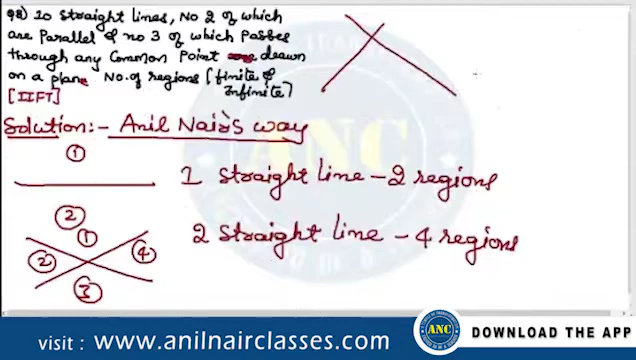 98) 10 Straight lines, No 2 of which
are Parallel & no 3 of which Passes
through any Common Point drawn
on a plane No. of regions (finite &
Infinite)
[IIFT]
Solution:- Anil Nair's way
①
1 Straight line - 2 regions
②
① 
② ④
③
2 Straight line - 4 regions
ANC
visit : www.anilnairclasses.com
ANC
DOWNLOAD THE APP